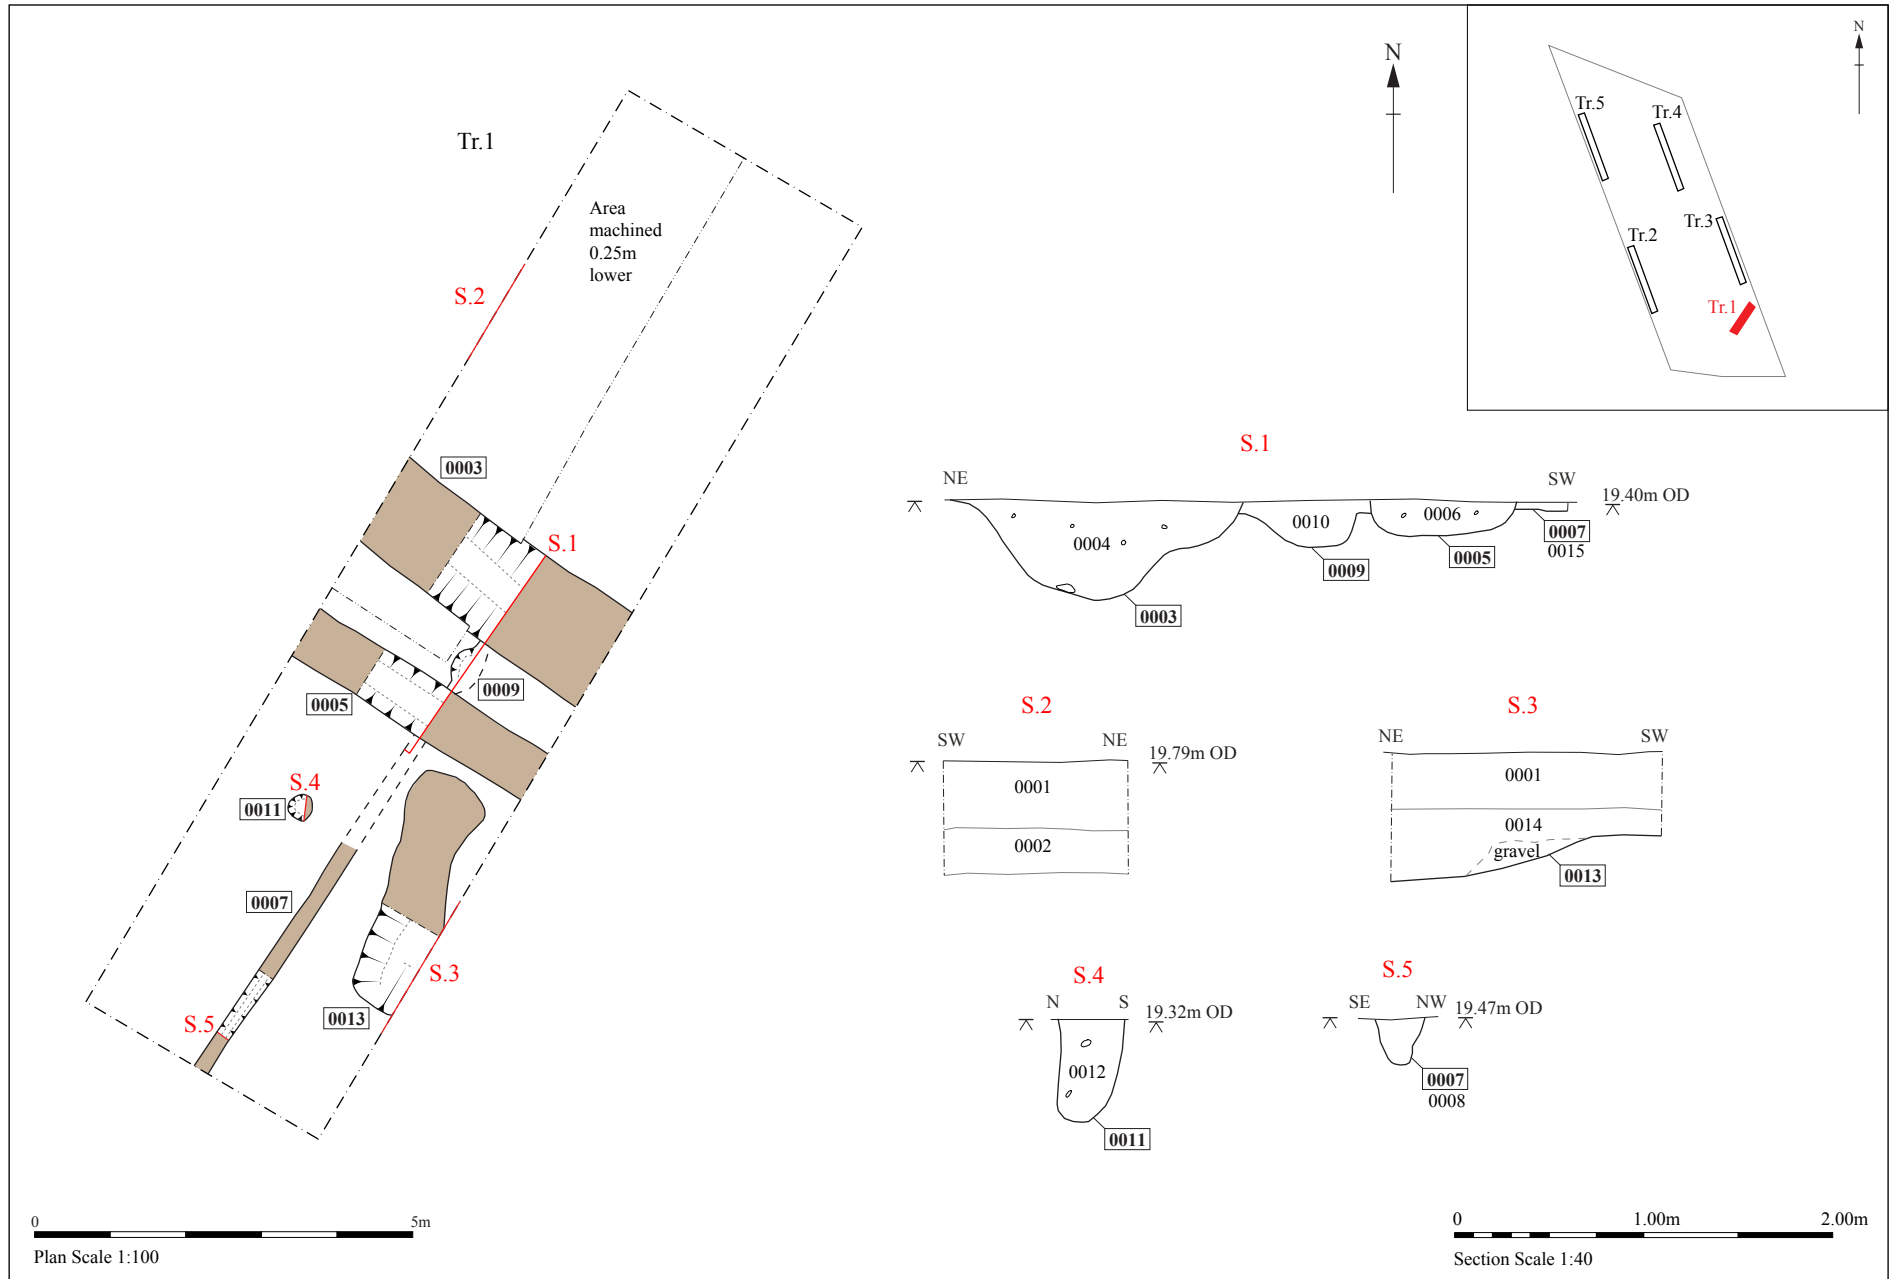 Tr.1
Area
machined
0.25m
lower
S.2
0003
S.1
0009
0005
S.4
0011
0007
S.3
S.5
0013
0 5m
Plan Scale 1:100
N
N
Tr.5
Tr.4
Tr.3
Tr.2
Tr.1
S.1
NE SW
19.40m OD
0004
0010
0006
0007
0015
0009
0005
0003
S.2
SW NE
19.79m OD
0001
0002
S.3
NE SW
0001
0014
gravel
0013
S.4
N S
19.32m OD
0012
0011
S.5
SE NW
19.47m OD
0007
0008
0 1.00m 2.00m
Section Scale 1:40